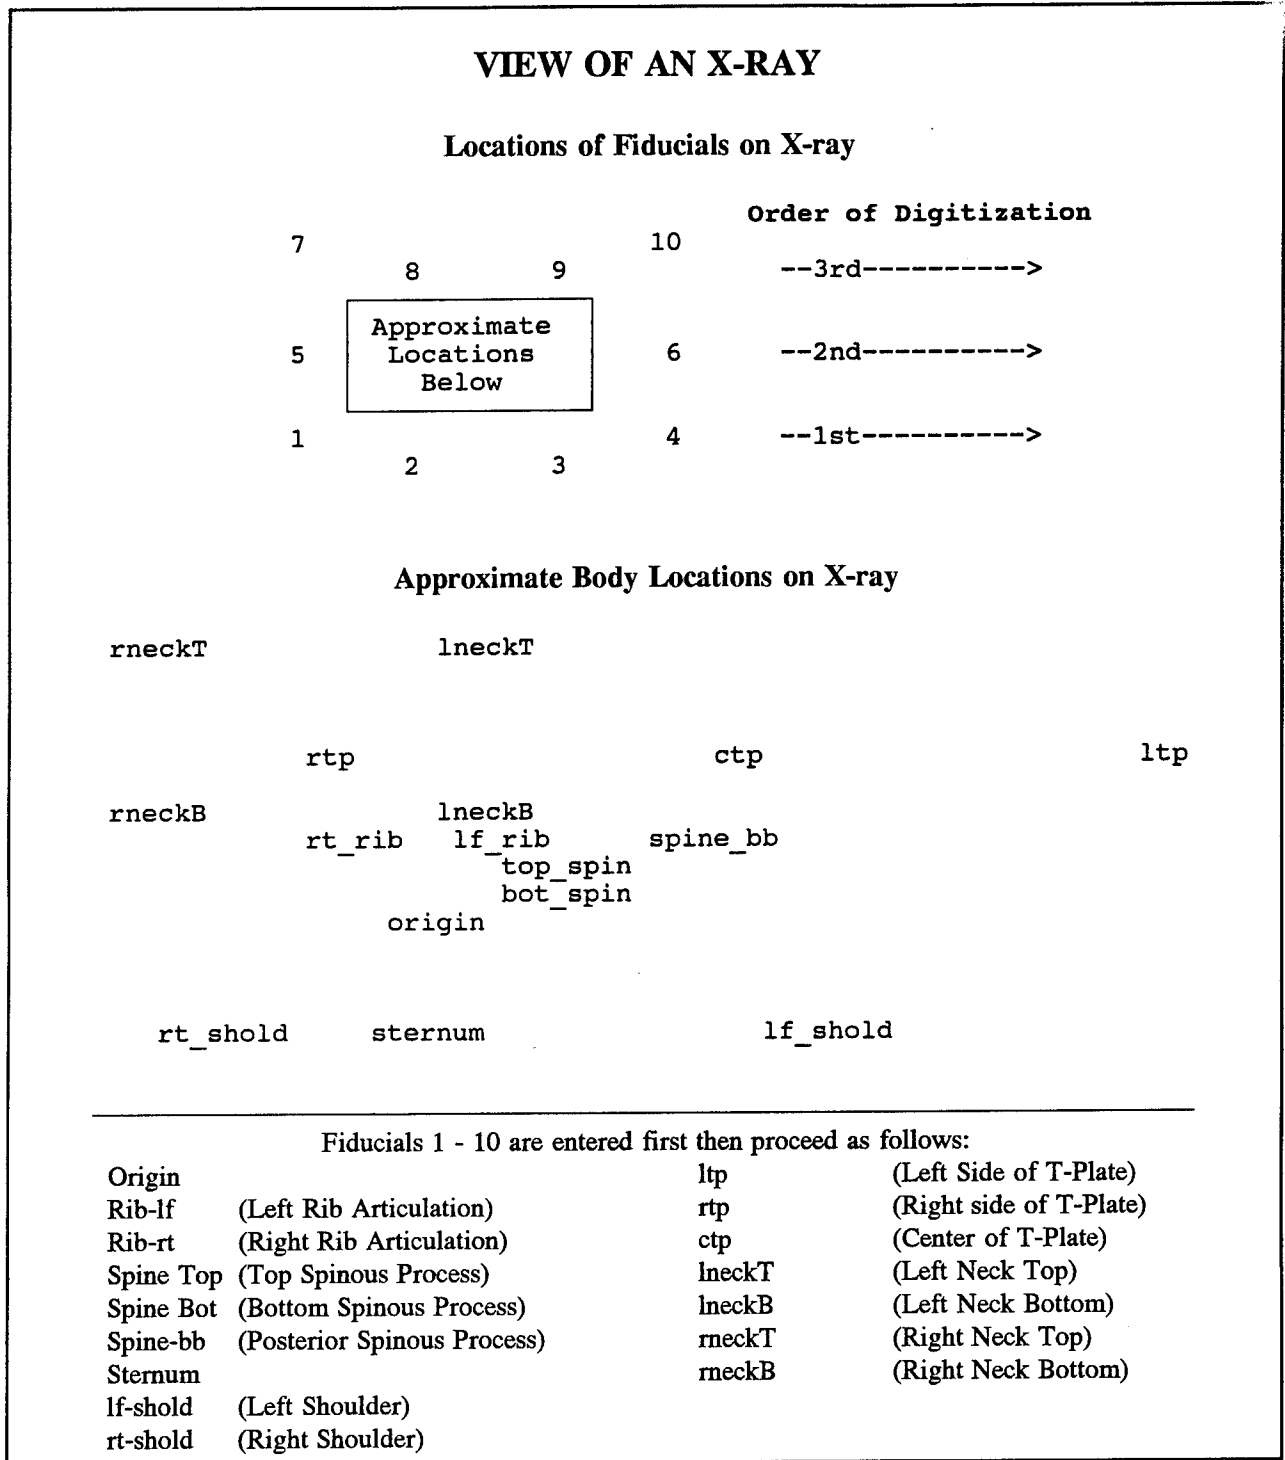 VIEW OF AN X-RAY
Locations of Fiducials on X-ray
Order of Digitization
7 10
8 9 --3rd---------->
Approximate
5 Locations 6 --2nd---------->
Below
1 4 --1st---------->
2 3
Approximate Body Locations on X-ray
rneckT lneckT
rtp ctp ltp
rneckB lneckB
rt_rib lf_rib spine_bb
top_spin
bot_spin
origin
rt_shold sternum lf_shold
Fiducials 1 - 10 are entered first then proceed as follows:
Origin ltp (Left Side of T-Plate)
Rib-lf (Left Rib Articulation) rtp (Right side of T-Plate)
Rib-rt (Right Rib Articulation) ctp (Center of T-Plate)
Spine Top (Top Spinous Process) lneckT (Left Neck Top)
Spine Bot (Bottom Spinous Process) lneckB (Left Neck Bottom)
Spine-bb (Posterior Spinous Process) rneckT (Right Neck Top)
Sternum rneckB (Right Neck Bottom)
lf-shold (Left Shoulder)
rt-shold (Right Shoulder)